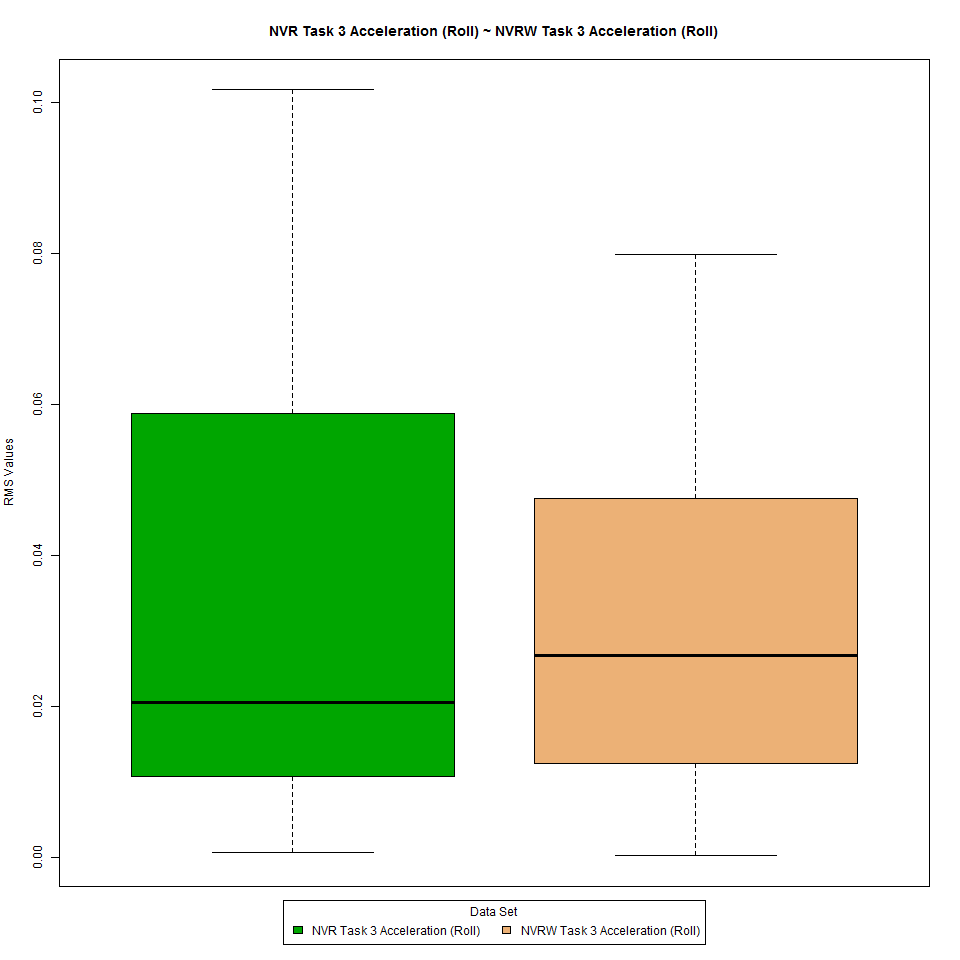 NVR Task 3 Acceleration (Roll) ~ NVRW Task 3 Acceleration (Roll)
0.10
0.08
0.06
0.04
0.02
0.00
RMS Values
Data Set
NVR Task 3 Acceleration (Roll) NVRW Task 3 Acceleration (Roll)